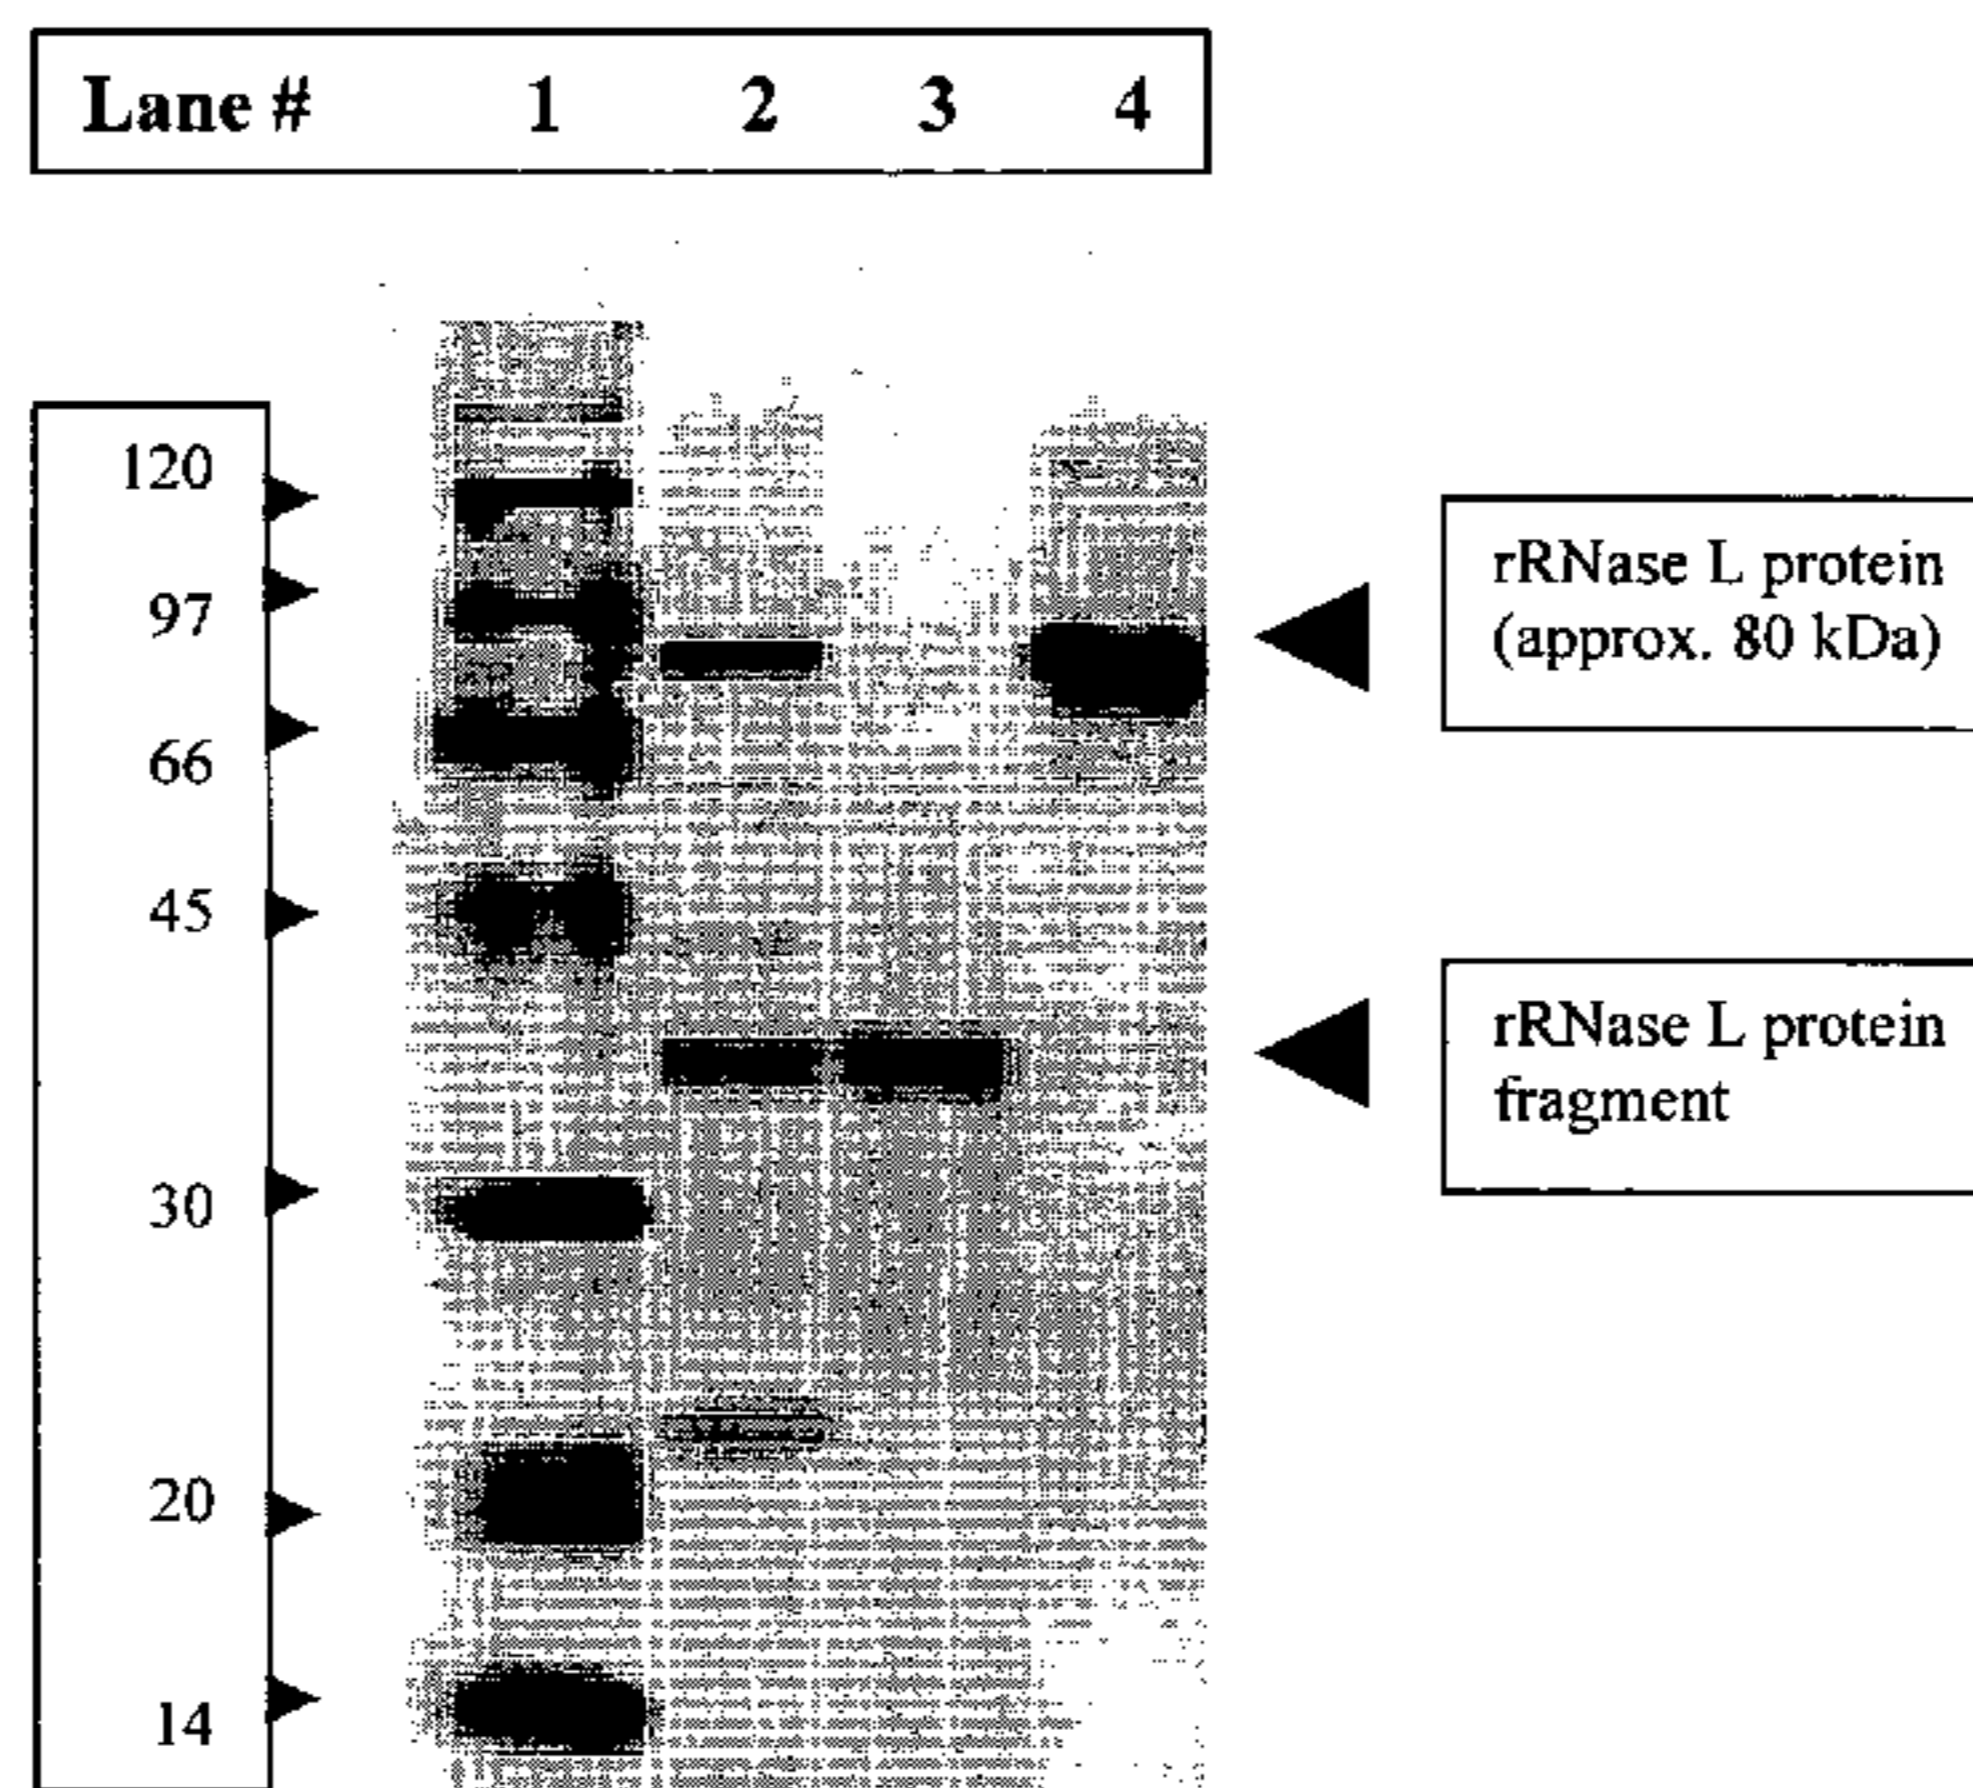 Lane # 1 2 3 4
120
97
66
45
30
20
14
rRNase L protein
(approx. 80 kDa)
rRNase L protein
fragment